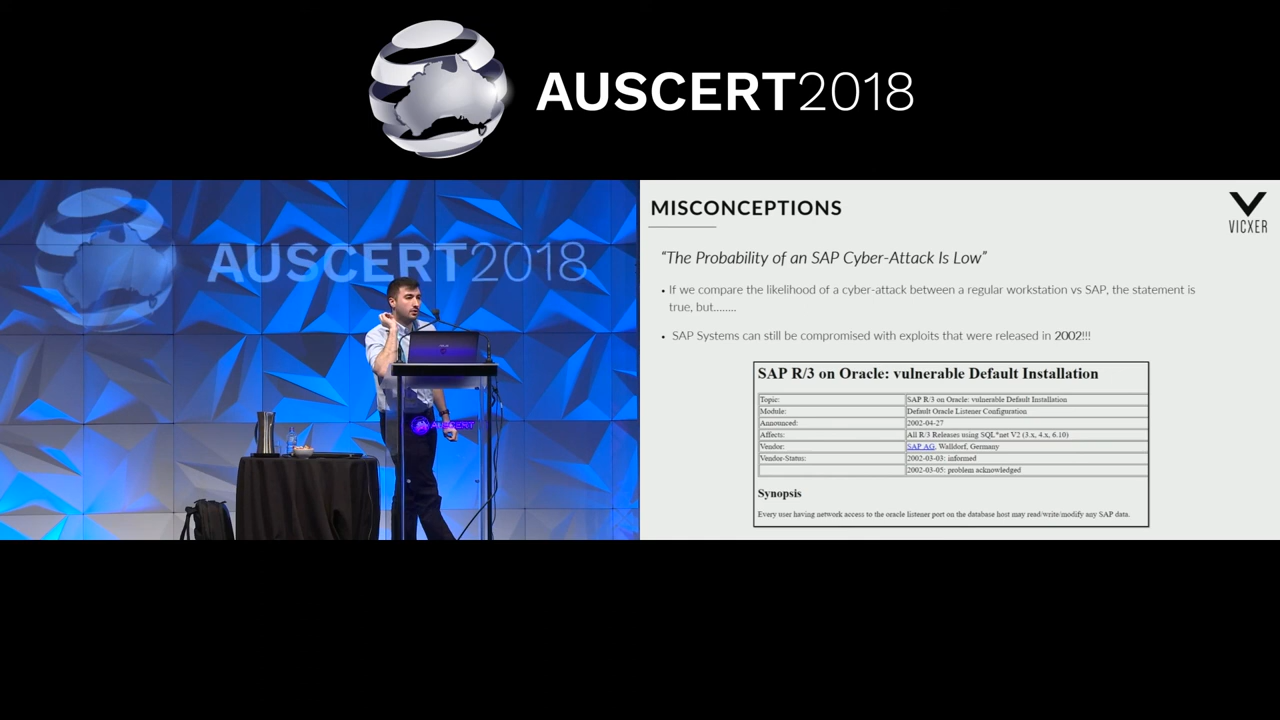 AUSCERT2018
AUSCERT2018
AUSCERT
MISCONCEPTIONS
VICXER
“The Probability of an SAP Cyber-Attack Is Low”
• If we compare the likelihood of a cyber-attack between a regular workstation vs SAP, the statement is
true, but........
• SAP Systems can still be compromised with exploits that were released in 2002!!!
SAP R/3 on Oracle: vulnerable Default Installation
Topic: SAP R/3 on Oracle: vulnerable Default Installation
Module: Default Oracle Listener Configuration
Announced: 2002-04-27
Affects: All R/3 Releases using SQL*net V2 (3.x, 4.x, 6.10)
Vendor: SAP AG, Walldorf, Germany
Vendor-Status: 2002-03-03: informed
2002-03-05: problem acknowledged
Synopsis
Every user having network access to the oracle listener port on the database host may read/write/modify any SAP data.